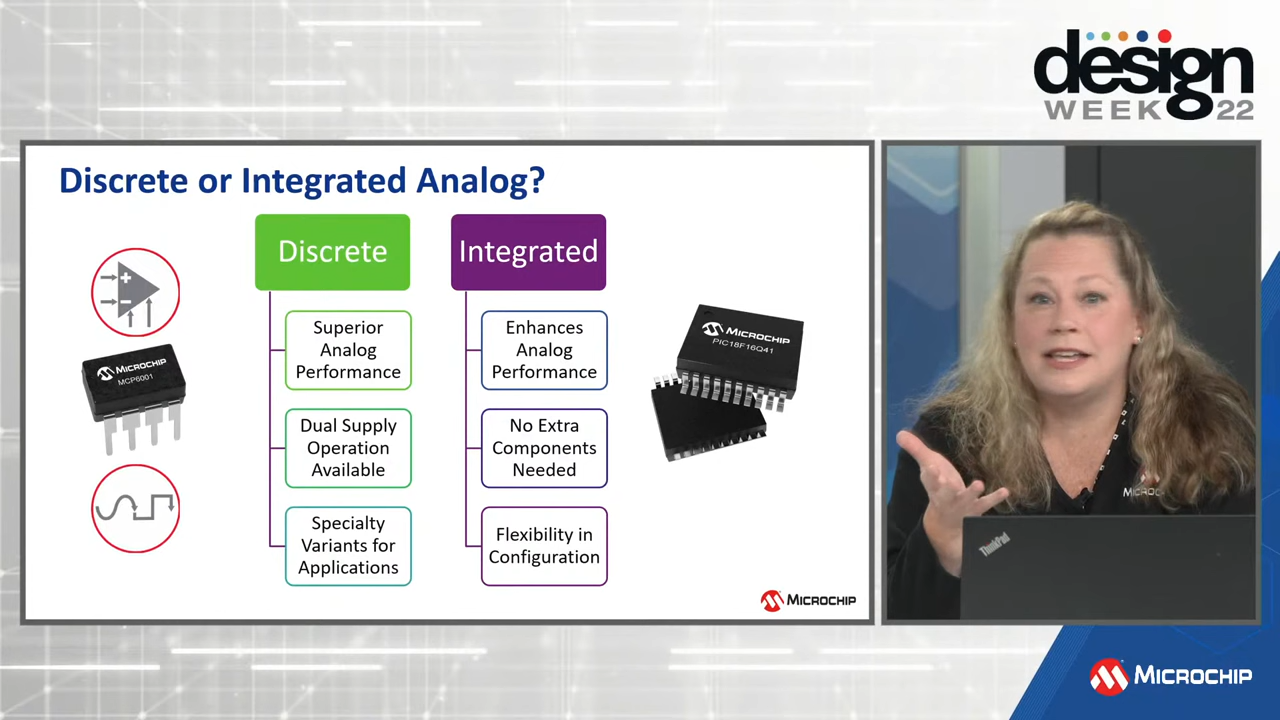 design
WEEK 22
Discrete or Integrated Analog?
Discrete
Superior
Analog
Performance
Dual Supply
Operation
Available
Specialty
Variants for
Applications
Integrated
Enhances
Analog
Performance
No Extra
Components
Needed
Flexibility in
Configuration
MICROCHIP
MCP6001
MICROCHIP
PIC18F16Q41
MICROCHIP
ThinkPad
MICROCHIP